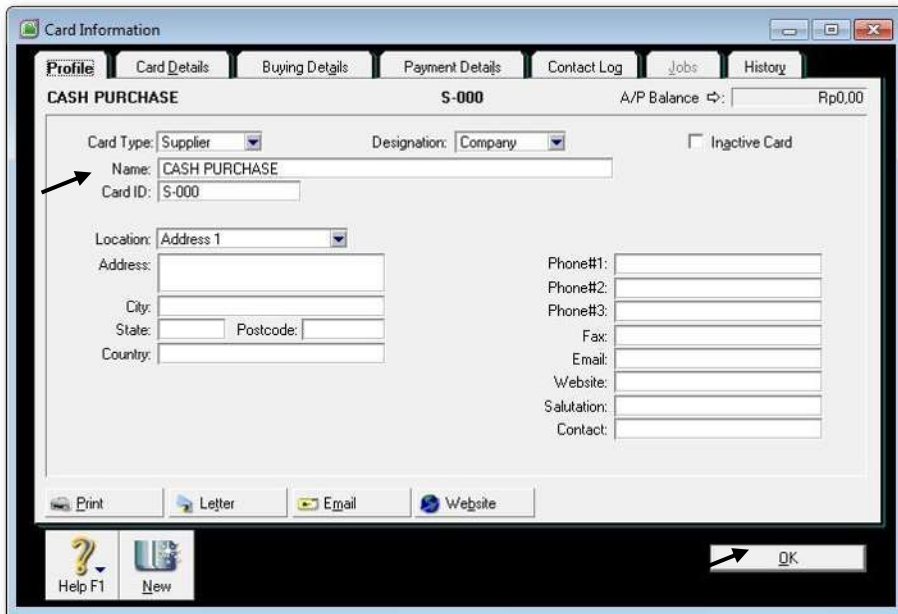 Card Information
Profile Card Details Buying Details Payment Details Contact Log Jobs History
CASH PURCHASE S-000 A/P Balance ⇨: Rp0,00
Card Type: Supplier Designation: Company Inactive Card
Name: CASH PURCHASE
Card ID: S-000
Location: Address 1
Address:
Phone#1:
Phone#2:
City: Phone#3:
State: Postcode: Fax:
Country: Email:
Website:
Salutation:
Contact:
Print Letter Email Website
Help F1 New OK